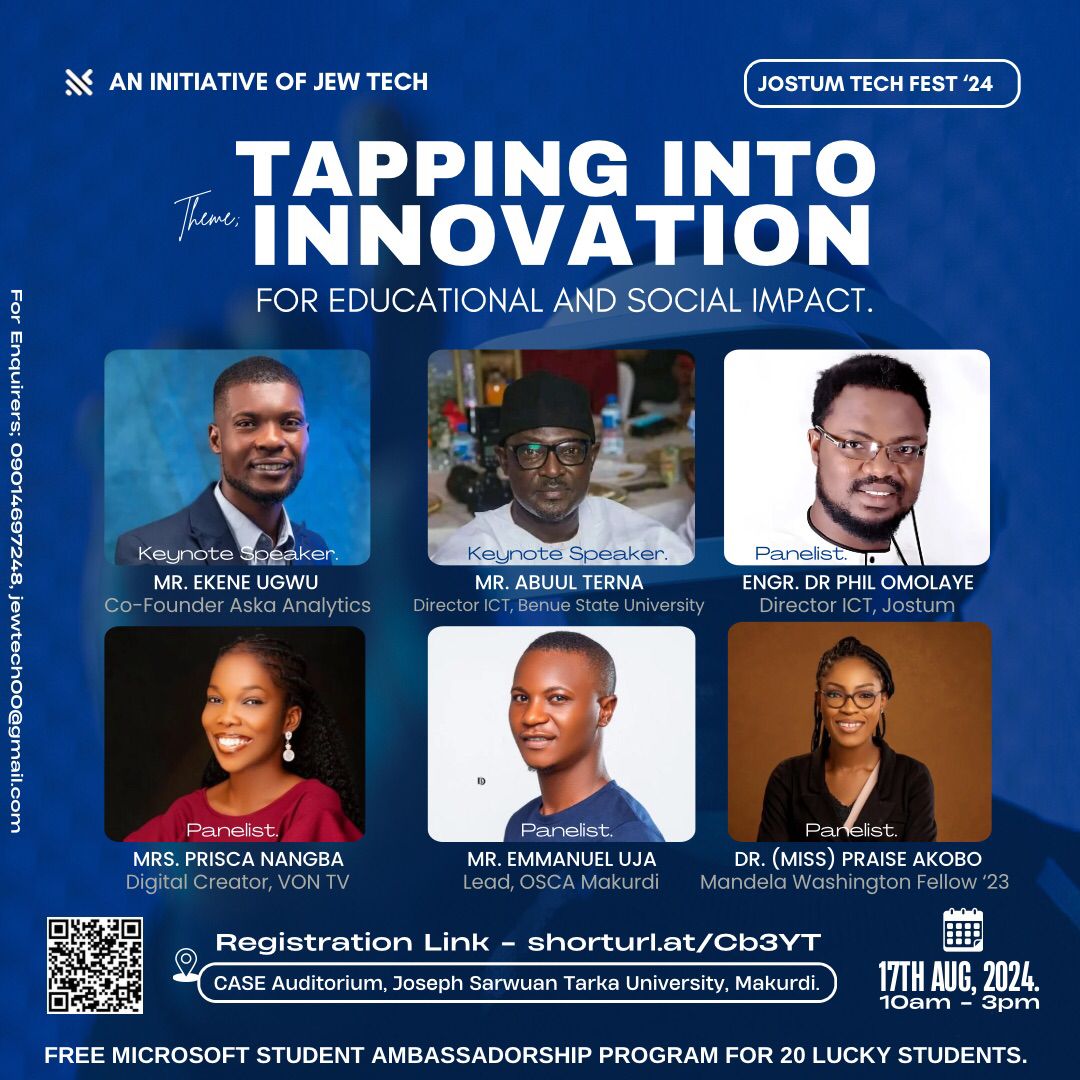 AN INITIATIVE OF JEW TECH
JOSTUM TECH FEST ‘24
Theme;
TAPPING INTO
INNOVATION
FOR EDUCATIONAL AND SOCIAL IMPACT.
For Enquirers; 09014697248, jewtech00@gmail.com
Keynote Speaker.
MR. EKENE UGWU
Co-Founder Aska Analytics
Keynote Speaker.
MR. ABUUL TERNA
Director ICT, Benue State University
Panelist.
ENGR. DR PHIL OMOLAYE
Director ICT, Jostum
Panelist.
MRS. PRISCA NANGBA
Digital Creator, VON TV
Panelist.
MR. EMMANUEL UJA
Lead, OSCA Makurdi
Panelist.
DR. (MISS) PRAISE AKOBO
Mandela Washington Fellow ‘23
Registration Link - shorturl.at/Cb3YT
CASE Auditorium, Joseph Sarwuan Tarka University, Makurdi.
17TH AUG, 2024.
10am - 3pm
FREE MICROSOFT STUDENT AMBASSADORSHIP PROGRAM FOR 20 LUCKY STUDENTS.